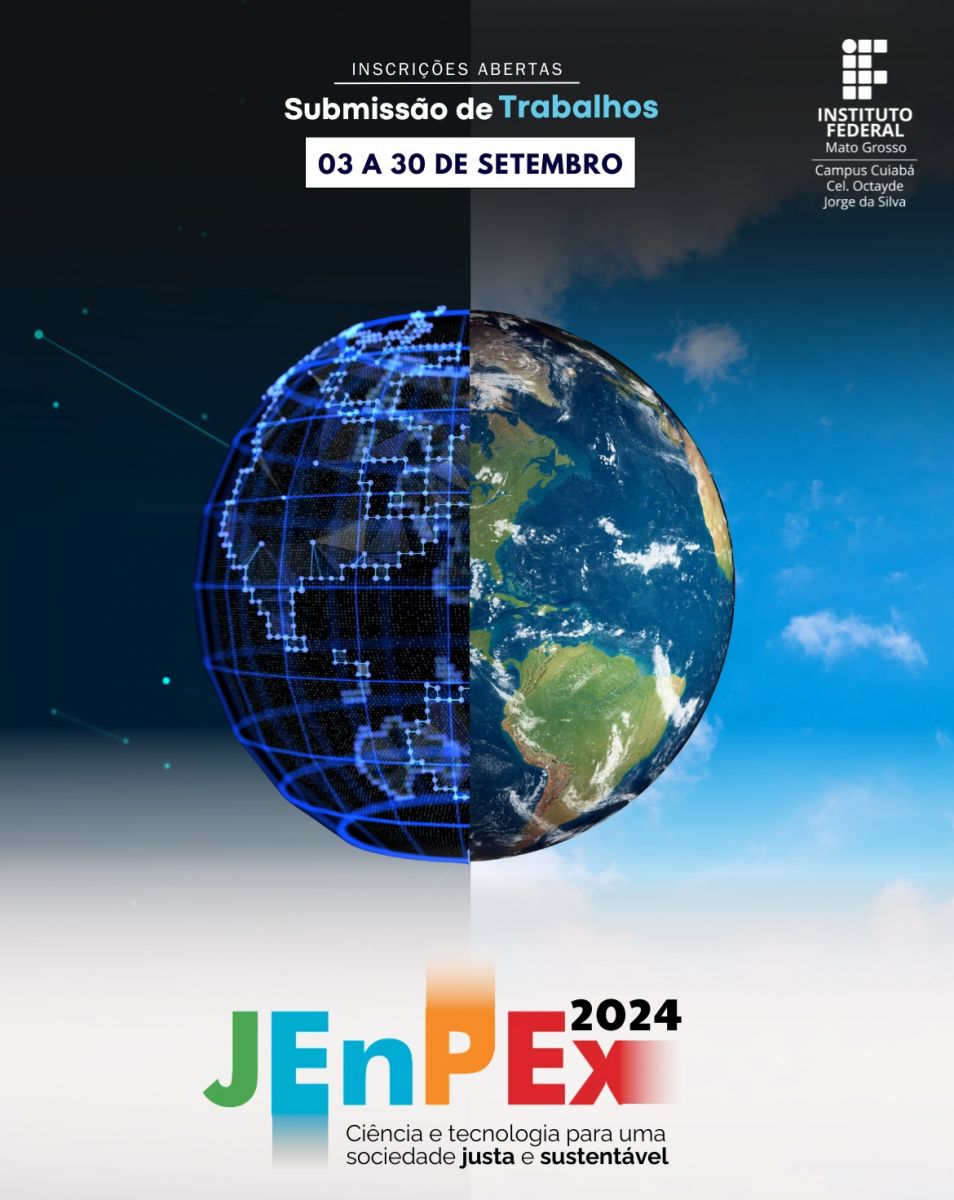 INSCRIÇÕES ABERTAS
Submissão de Trabalhos
03 A 30 DE SETEMBRO
INSTITUTO
FEDERAL
Mato Grosso
Campus Cuiabá
Cel. Octayde
Jorge da Silva
JEnPEx 2024
Ciência e tecnologia para uma
sociedade justa e sustentável